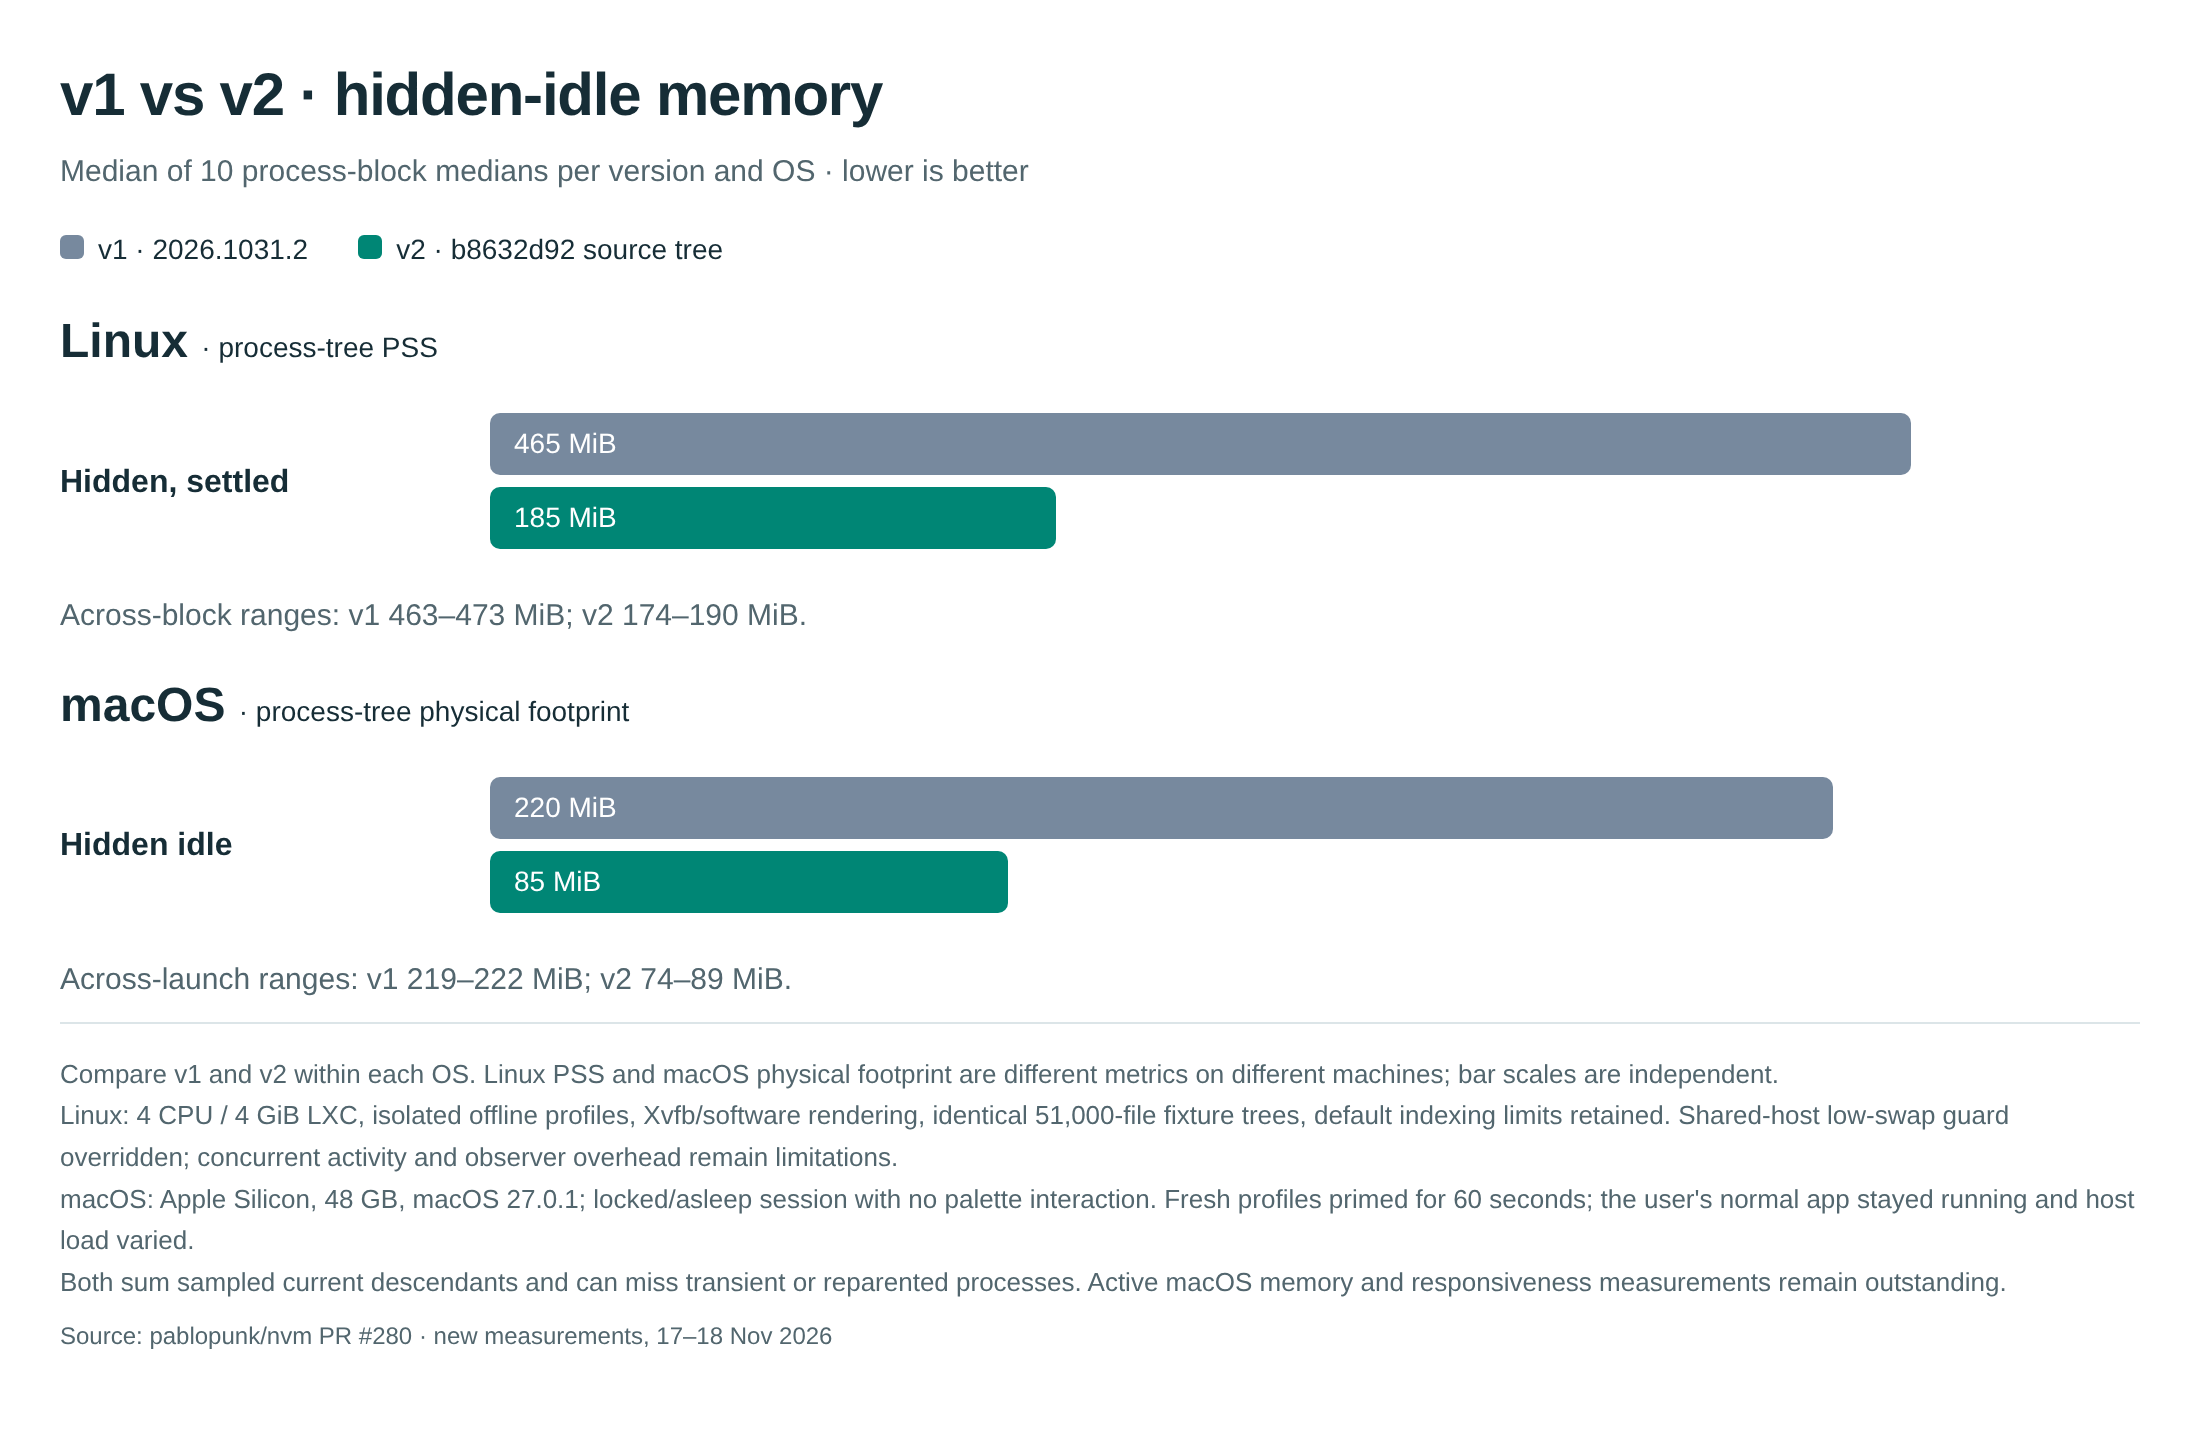 v1 vs v2 · hidden-idle memory
Median of 10 process-block medians per version and OS · lower is better
v1 · 2026.1031.2 v2 · b8632d92 source tree
Linux · process-tree PSS
465 MiB
Hidden, settled
185 MiB
Across-block ranges: v1 463–473 MiB; v2 174–190 MiB.
macOS · process-tree physical footprint
220 MiB
Hidden idle
85 MiB
Across-launch ranges: v1 219–222 MiB; v2 74–89 MiB.
Compare v1 and v2 within each OS. Linux PSS and macOS physical footprint are different metrics on different machines; bar scales are independent.
Linux: 4 CPU / 4 GiB LXC, isolated offline profiles, Xvfb/software rendering, identical 51,000-file fixture trees, default indexing limits retained. Shared-host low-swap guard
overridden; concurrent activity and observer overhead remain limitations.
macOS: Apple Silicon, 48 GB, macOS 27.0.1; locked/asleep session with no palette interaction. Fresh profiles primed for 60 seconds; the user's normal app stayed running and host
load varied.
Both sum sampled current descendants and can miss transient or reparented processes. Active macOS memory and responsiveness measurements remain outstanding.
Source: pablopunk/nvm PR #280 · new measurements, 17–18 Nov 2026